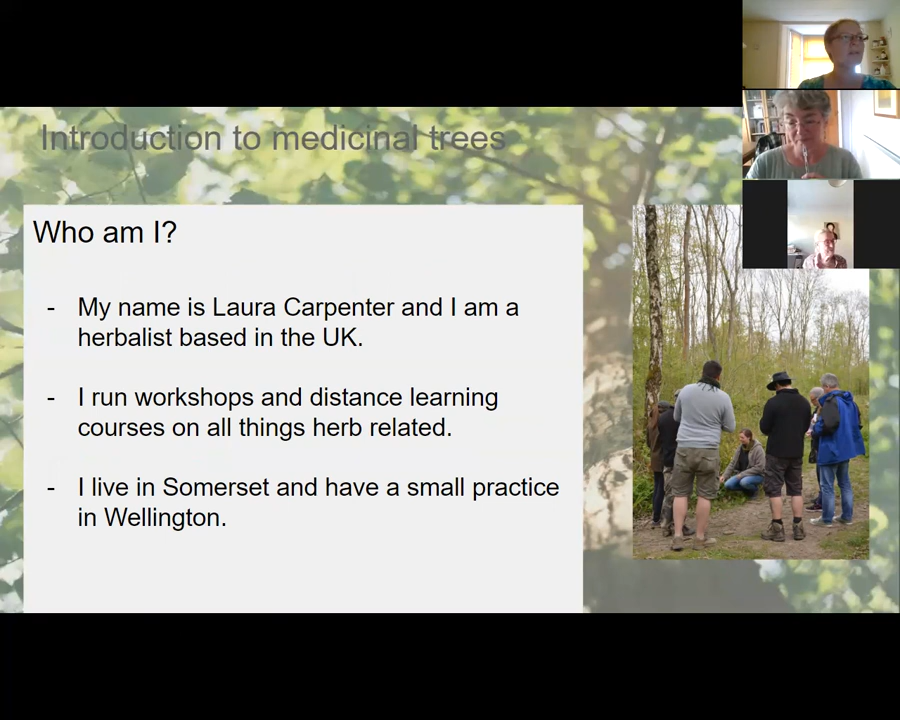 Introduction to medicinal trees
Who am I?
- My name is Laura Carpenter and I am a
herbalist based in the UK.
- I run workshops and distance learning
courses on all things herb related.
- I live in Somerset and have a small practice
in Wellington.